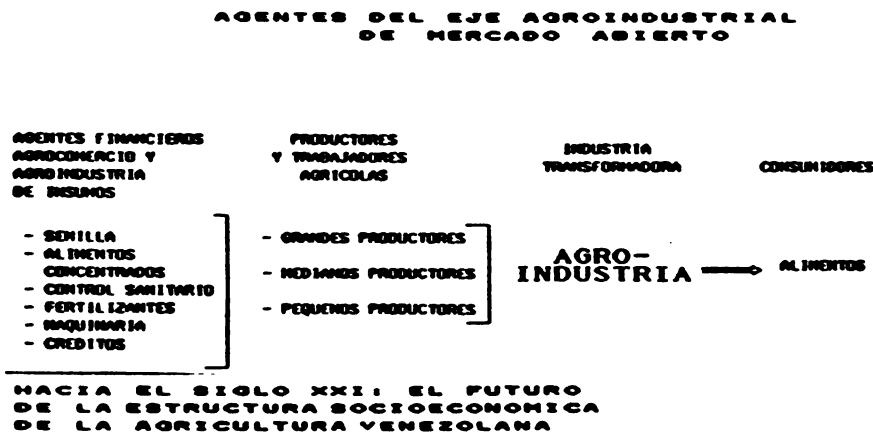 AGENTES DEL EJE AGROINDUSTRIAL
DE MERCADO ABIERTO
AGENTES FINANCIEROS
AGROCOMERCIO Y
AGROINDUSTRIA
DE INSUMOS
- SEMILLA
- ALIMENTOS
CONCENTRADOS
- CONTROL SANITARIO
- FERTILIZANTES
- MAQUINARIA
- CREDITOS
PRODUCTORES
Y TRABAJADORES
AGRICOLAS
- GRANDES PRODUCTORES
- MEDIANOS PRODUCTORES
- PEQUENOS PRODUCTORES
INDUSTRIA
TRANSFORMADORA
AGRO-
INDUSTRIA
CONSUMIDORES
ALIMENTOS
HACIA EL SIGLO XXI: EL FUTURO
DE LA ESTRUCTURA SOCIOECONOMICA
DE LA AGRICULTURA VENEZOLANA